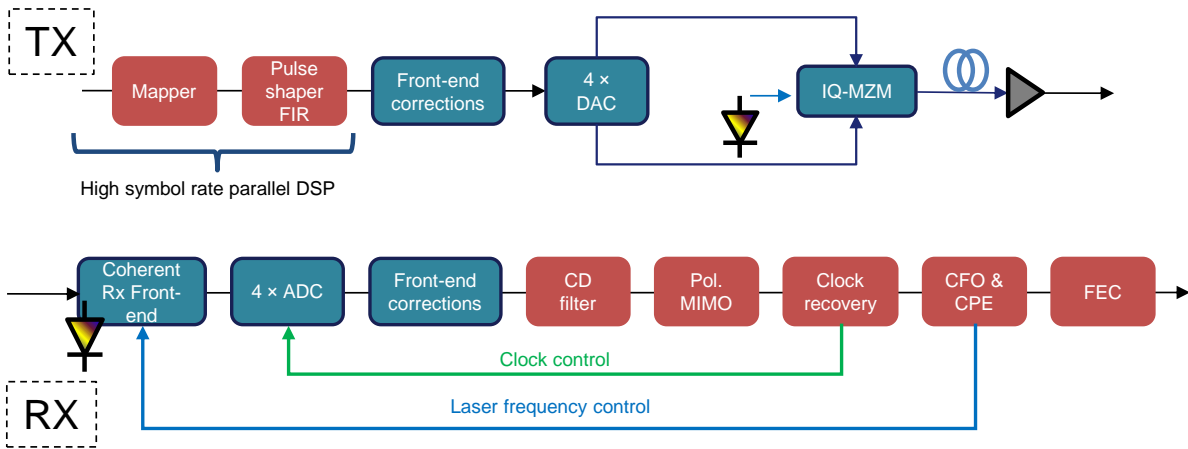 TX
Mapper
Pulse
shaper
FIR
Front-end
corrections
4 ×
DAC
IQ-MZM
High symbol rate parallel DSP
Coherent
Rx Front-
end
4 × ADC
Front-end
corrections
CD
filter
Pol.
MIMO
Clock
recovery
CFO &
CPE
FEC
Clock control
Laser frequency control
RX